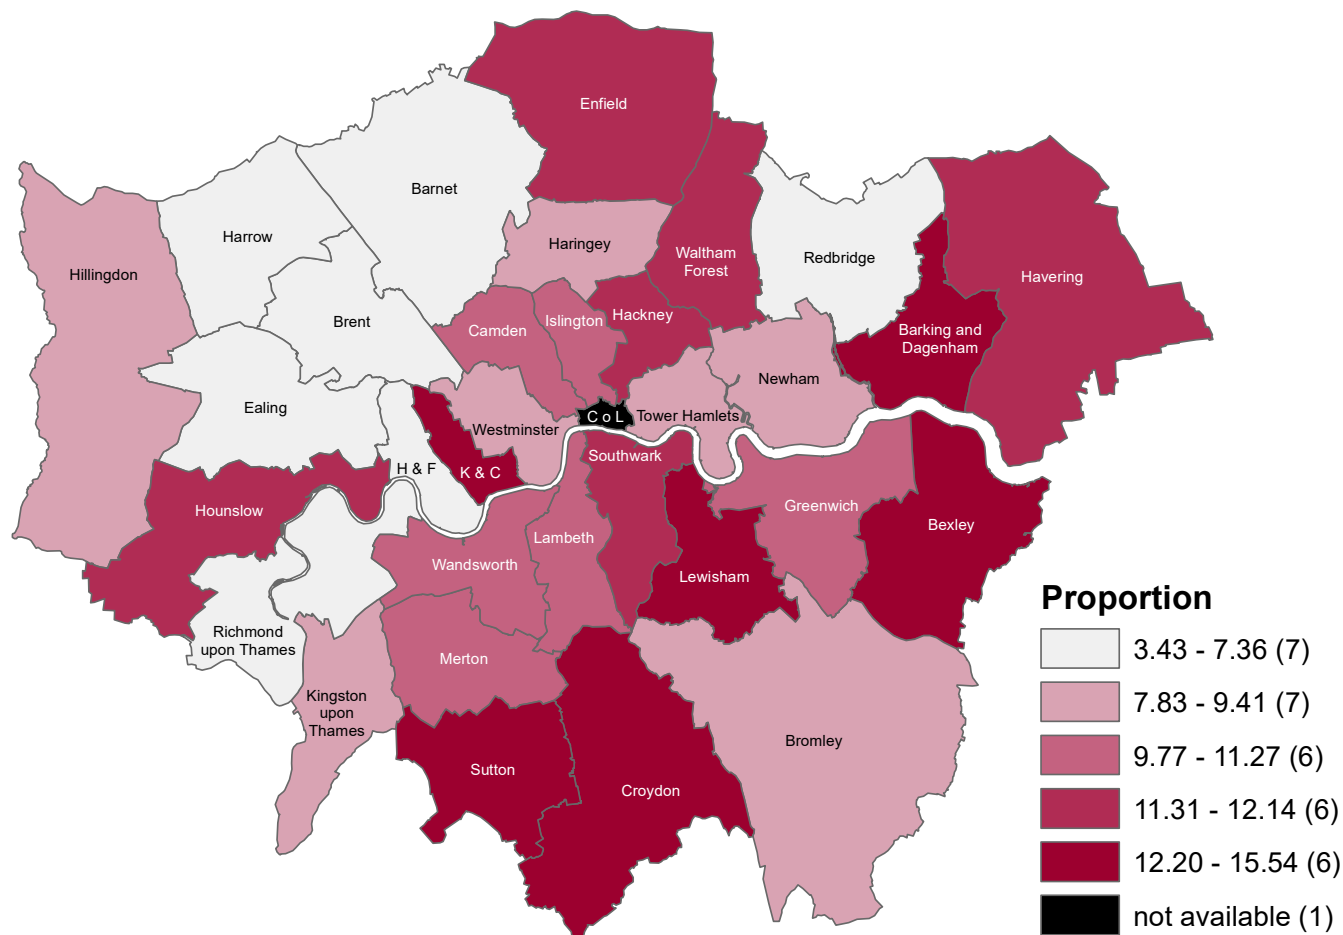 Enfield
Barnet
Harrow
Haringey
Hillingdon
Waltham
Forest
Redbridge
Havering
Brent
Camden
Islington
Hackney
Barking and
Dagenham
Newham
Ealing
Westminster
C o L
Tower Hamlets
H & F
K & C
Southwark
Hounslow
Greenwich
Bexley
Lambeth
Wandsworth
Lewisham
Richmond
upon Thames
Merton
Kingston
upon
Thames
Bromley
Sutton
Croydon
Proportion
3.43 - 7.36 (7)
7.83 - 9.41 (7)
9.77 - 11.27 (6)
11.31 - 12.14 (6)
12.20 - 15.54 (6)
not available (1)